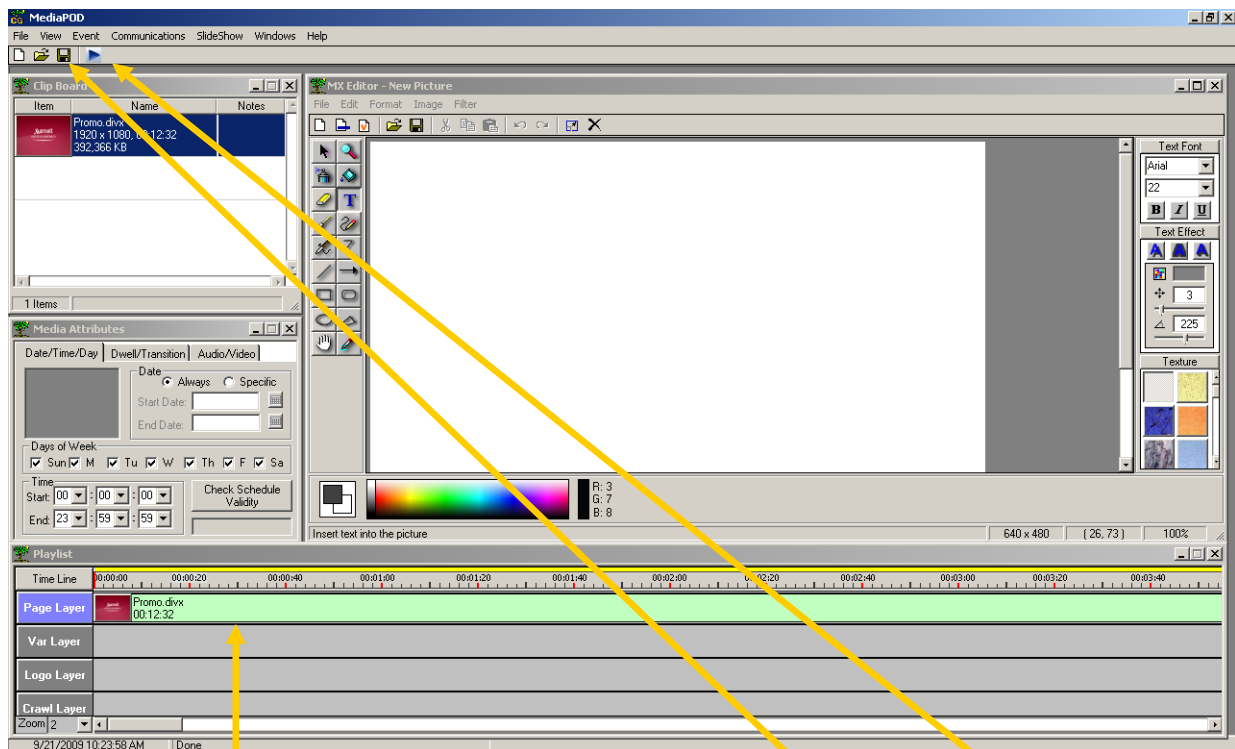 MediaPOD
File View Event Communications SlideShow Windows Help
Clip Board
Item Name Notes
Promo.divx
1920 x 1080, 00:12:32
392,366 KB
1 Items
MX Editor - New Picture
File Edit Format Image Filter
T
Text Font
Arial
22
B I U
Text Effect
A A A
3
225
Texture
Media Attributes
Date/Time/Day Dwell/Transition Audio/Video
Date
Always Specific
Start Date:
End Date:
Days of Week
Sun M Tu W Th F Sa
Time
Start: 00 : 00 : 00
End: 23 : 59 : 59
Check Schedule
Validity
R: 3
G: 7
B: 8
Insert text into the picture 640 x 480 ( 26, 73 ) 100%
Playlist
Time Line 00:00:00 00:00:20 00:00:40 00:01:00 00:01:20 00:01:40 00:02:00 00:02:20 00:02:40 00:03:00 00:03:20 00:03:40
Page Layer
Promo.divx
00:12:32
Var Layer
Logo Layer
Crawl Layer
Zoom 2
9/21/2009 10:23:58 AM Done